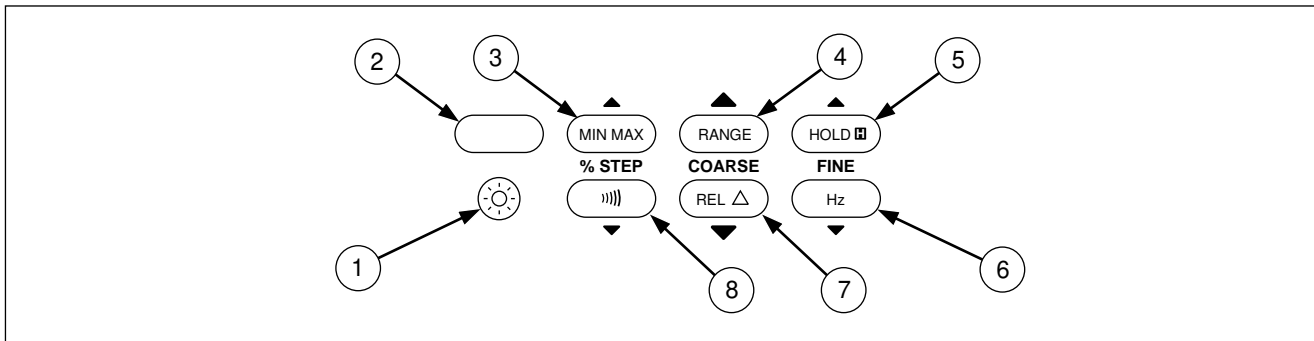 2 3 4 5
MIN MAX RANGE HOLD H
% STEP COARSE FINE
REL △ Hz
1 8 7 6